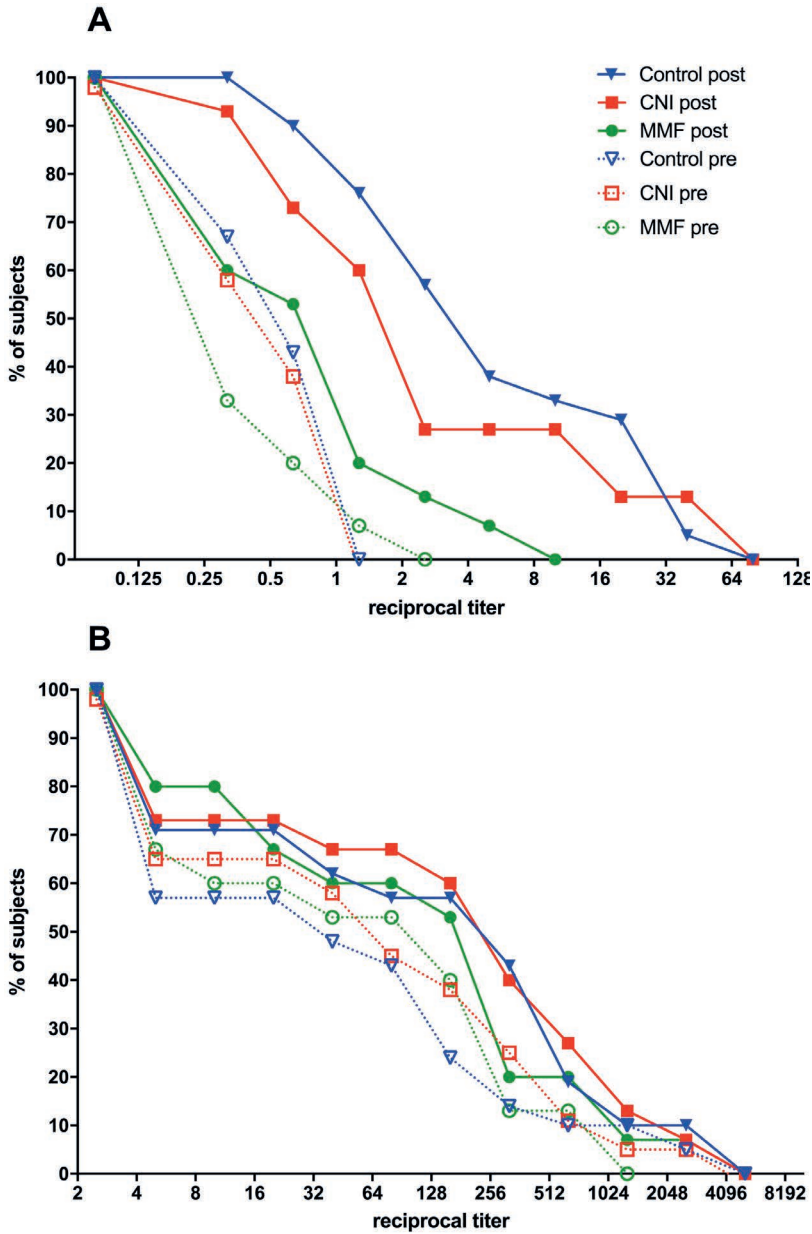 A
100
90
80
70
60
50
40
30
20
10
0
% of subjects
Control post
CNI post
MMF post
Control pre
CNI pre
MMF pre
0.125 0.25 0.5 1 2 4 8 16 32 64 128
reciprocal titer
B
100
90
80
70
60
50
40
30
20
10
0
% of subjects
2 4 8 16 32 64 128 256 512 1024 2048 4096 8192
reciprocal titer